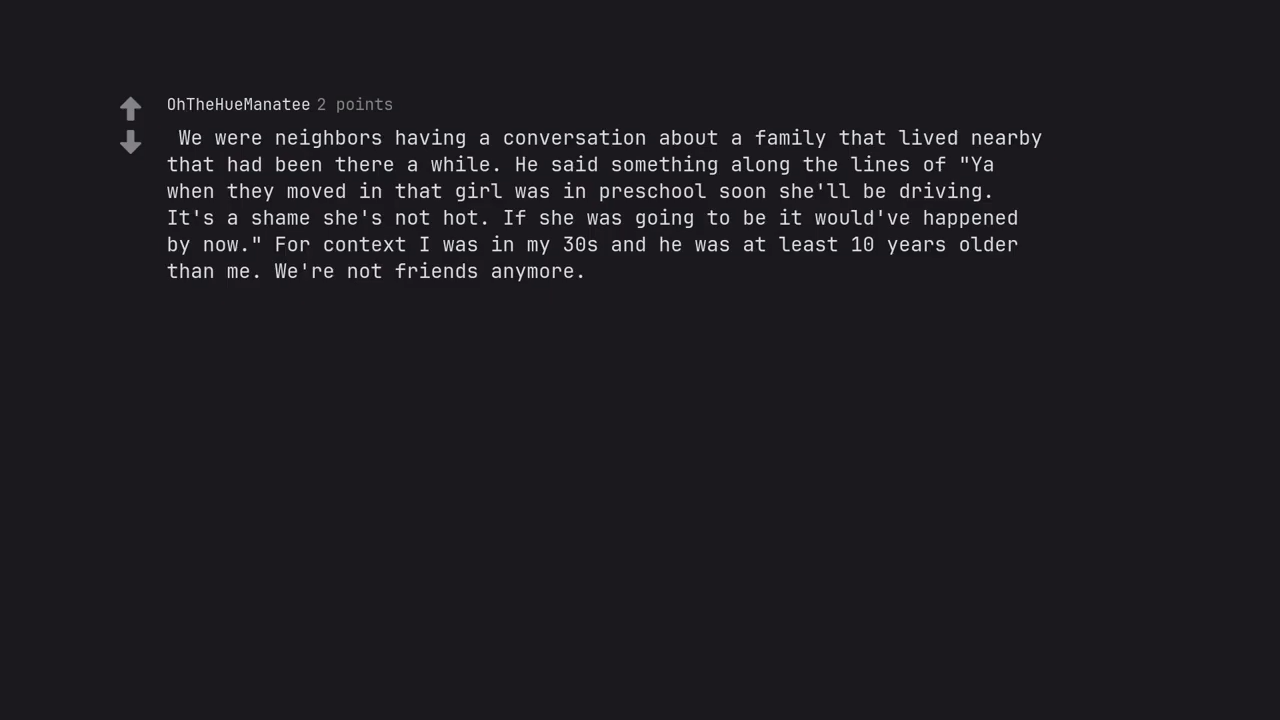 OhTheHueManatee 2 points
We were neighbors having a conversation about a family that lived nearby
that had been there a while. He said something along the lines of "Ya
when they moved in that girl was in preschool soon she'll be driving.
It's a shame she's not hot. If she was going to be it would've happened
by now." For context I was in my 30s and he was at least 10 years older
than me. We're not friends anymore.